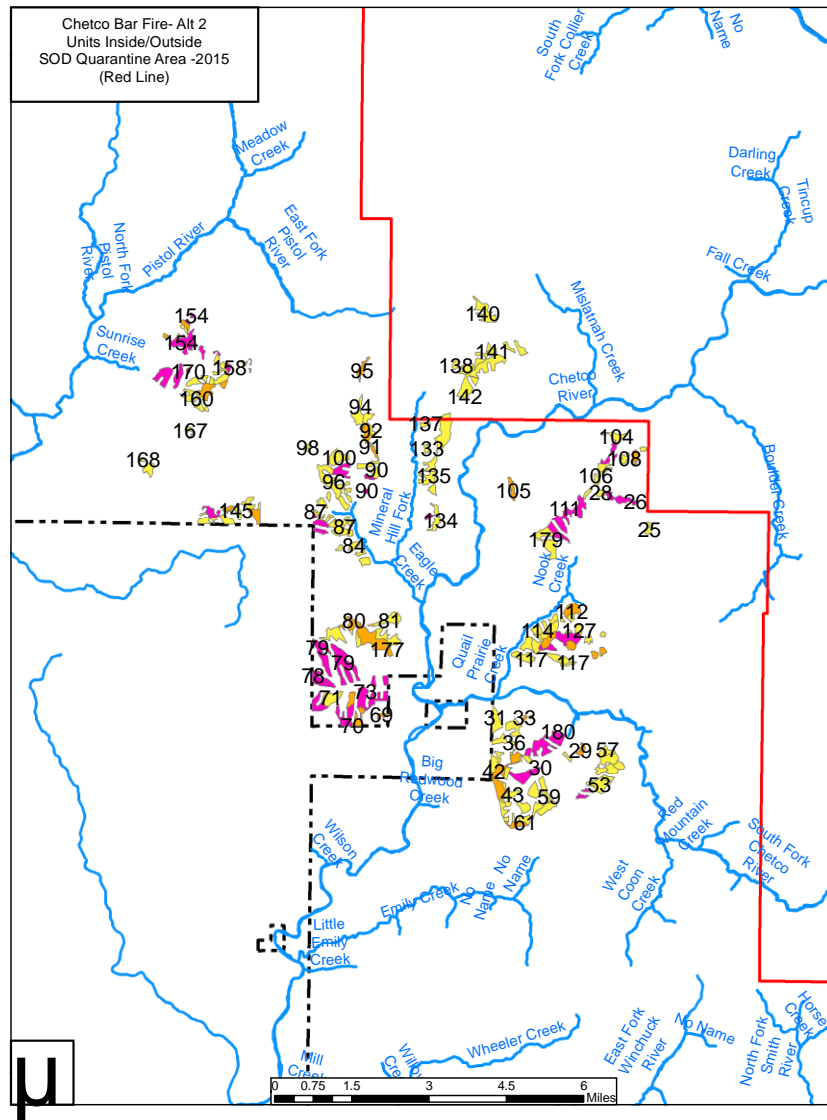 Chetco Bar Fire- Alt 2
Units Inside/Outside
SOD Quarantine Area -2015
(Red Line)
South
Fork Collier
Creek
No
Name
Meadow
Creek
Darling
Creek
Tincup
Creek
North Fork
Pistol
River
Pistol River
East Fork
Pistol
River
Fall Creek
Mislatnah Creek
Sunrise
Creek
Chetco
River
154
154
170
158
160
167
168
145
140
141
138
142
95
94
92
91
90
90
98
100
96
87
87
84
137
133
135
134
Mineral
Hill Fork
Eagle
Creek
105
104
108
106
28
26
111
179
25
Boulder Creek
Nook
Creek
112
114
127
117
117
80
81
177
79
79
78
71
73
70
69
Quail
Prairie
Creek
31
33
180
36
29
57
42
30
53
43
59
61
Big
Redwood
Creek
Red
Mountain
Creek
South Fork
Chetco
River
Wilson
Creek
No
Name
No Name
Emily Creek
West
Coon
Creek
Little
Emily
Creek
Wheeler Creek
East Fork
Winchuck
River
No Name
North Fork
Smith
River
Horse
Creek
Mill
µ
0 0.75 1.5 3 4.5 6
Miles